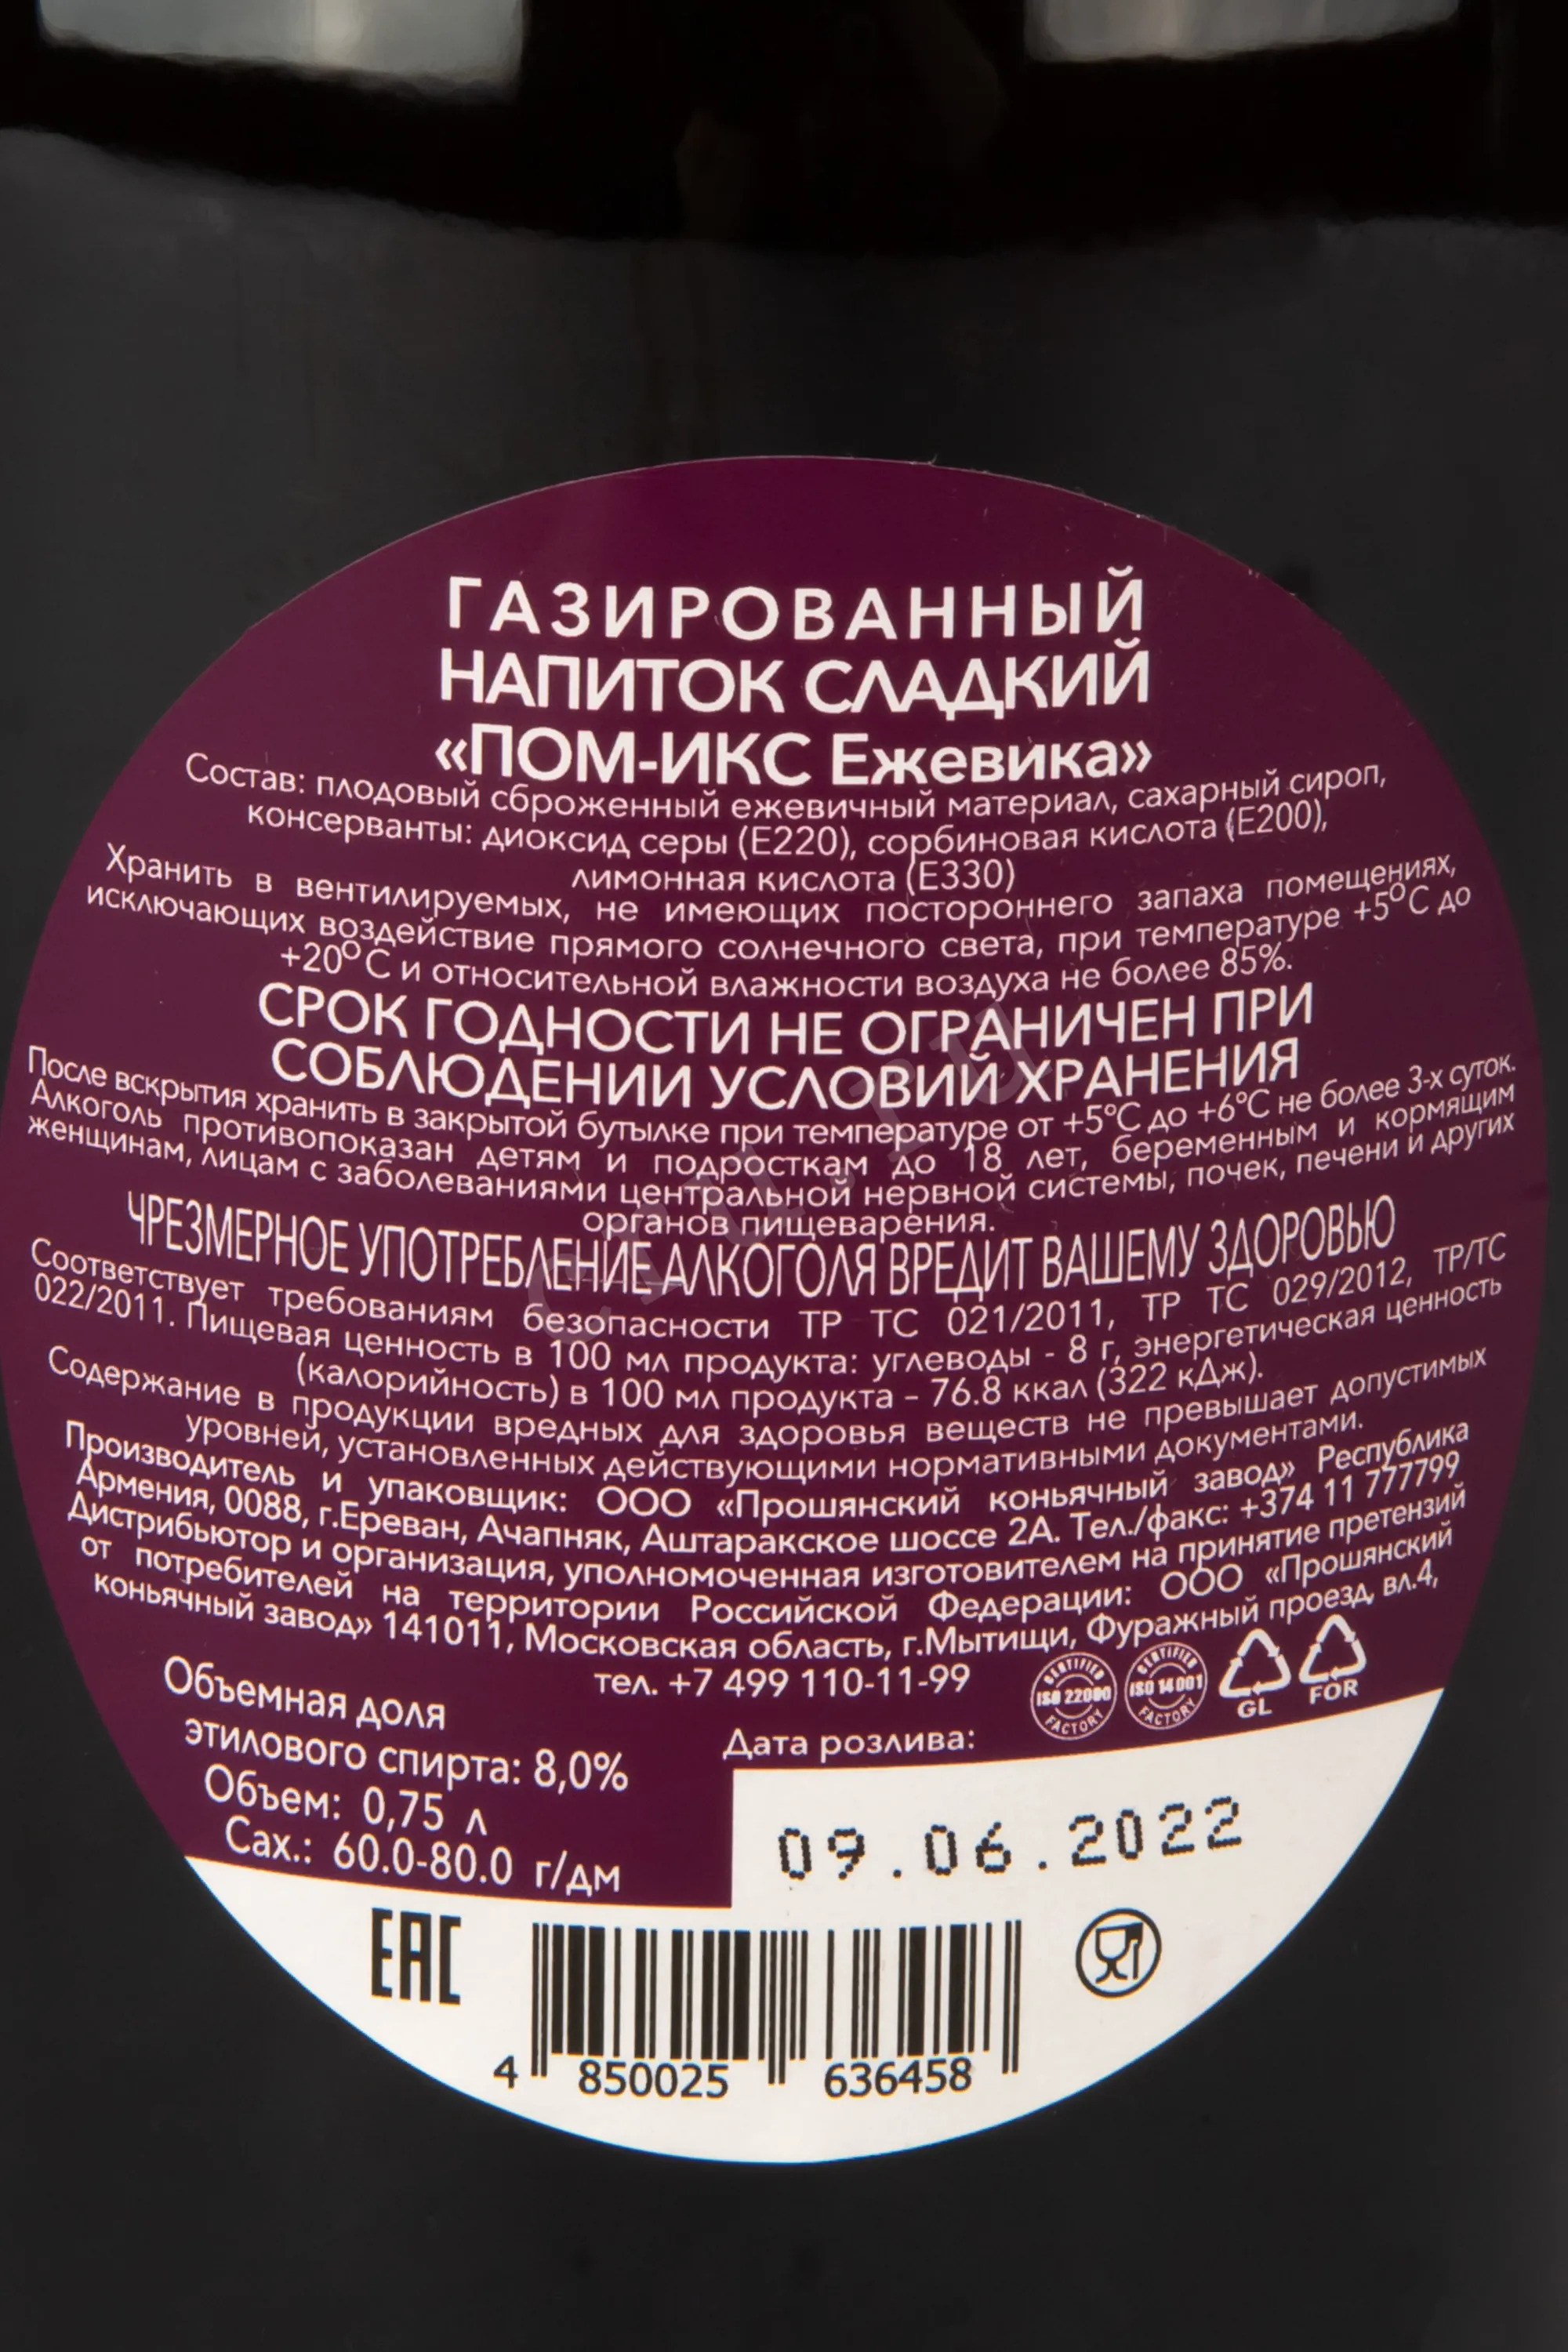 ГАЗИРОВАННЫЙ
НАПИТОК СЛАДКИЙ
«ПОМ-ИКС Ежевика»
Состав: плодовый сброженный ежевичный материал, сахарный сироп,
консерванты: диоксид серы (Е220), сорбиновая кислота (Е200),
лимонная кислота (Е330)
Хранить в вентилируемых, не имеющих постороннего запаха помещениях,
исключающих воздействие прямого солнечного света, при температуре +5°С до
+20°С и относительной влажности воздуха не более 85%.
СРОК ГОДНОСТИ НЕ ОГРАНИЧЕН ПРИ
СОБЛЮДЕНИИ УСЛОВИЙ ХРАНЕНИЯ
После вскрытия хранить в закрытой бутылке при температуре от +5°С до +6°С не более 3-х суток.
Алкоголь противопоказан детям и подросткам до 18 лет, беременным и кормящим
женщинам, лицам с заболеваниями центральной нервной системы, почек, печени и других
органов пищеварения.
ЧРЕЗМЕРНОЕ УПОТРЕБЛЕНИЕ АЛКОГОЛЯ ВРЕДИТ ВАШЕМУ ЗДОРОВЬЮ
Соответствует требованиям безопасности ТР ТС 021/2011, ТР ТС 029/2012, ТР/ТС
022/2011. Пищевая ценность в 100 мл продукта: углеводы - 8 г, энергетическая ценность
(калорийность) в 100 мл продукта – 76.8 ккал (322 кДж).
Содержание в продукции вредных для здоровья веществ не превышает допустимых
уровней, установленных действующими нормативными документами.
Производитель и упаковщик: ООО «Прошянский коньячный завод» Республика
Армения, 0088, г.Ереван, Ачапняк, Аштаракское шоссе 2А. Тел./факс: +374 11 777799
Дистрибьютор и организация, уполномоченная изготовителем на принятие претензий
от потребителей на территории Российской Федерации: ООО «Прошянский
коньячный завод» 141011, Московская область, г.Мытищи, Фуражный проезд, вл.4,
тел. +7 499 110-11-99
CERTIFIED ISO 22000 FACTORY
CERTIFIED ISO 14001 FACTORY
GL
FOR
Объемная доля
этилового спирта: 8,0%
Объем: 0,75 л
Сах.: 60.0-80.0 г/дм
Дата розлива:
09.06.2022
EAC
4 850025 636458
cru.ru